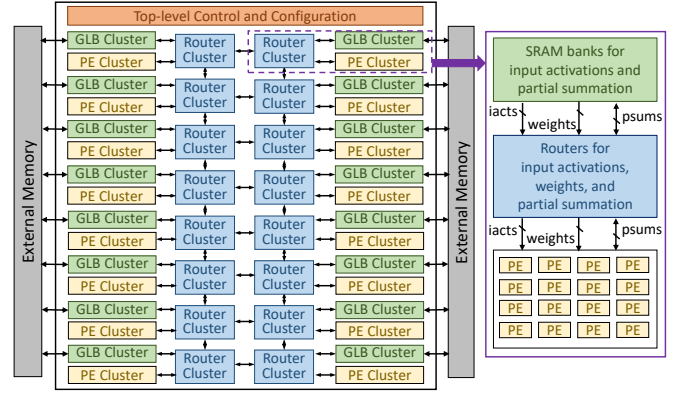 Top-level Control and Configuration
External Memory
GLB Cluster
PE Cluster
Router
Cluster
Router
Cluster
GLB Cluster
PE Cluster
GLB Cluster
PE Cluster
Router
Cluster
Router
Cluster
GLB Cluster
PE Cluster
GLB Cluster
PE Cluster
Router
Cluster
Router
Cluster
GLB Cluster
PE Cluster
GLB Cluster
PE Cluster
Router
Cluster
Router
Cluster
GLB Cluster
PE Cluster
GLB Cluster
PE Cluster
Router
Cluster
Router
Cluster
GLB Cluster
PE Cluster
GLB Cluster
PE Cluster
Router
Cluster
Router
Cluster
GLB Cluster
PE Cluster
GLB Cluster
PE Cluster
Router
Cluster
Router
Cluster
GLB Cluster
PE Cluster
GLB Cluster
PE Cluster
Router
Cluster
Router
Cluster
GLB Cluster
PE Cluster
External Memory
SRAM banks for
input activations and
partial summation
iacts
weights
psums
Routers for
input activations,
weights, and
partial summation
iacts
weights
psums
PE PE PE PE
PE PE PE PE
PE PE PE PE
PE PE PE PE